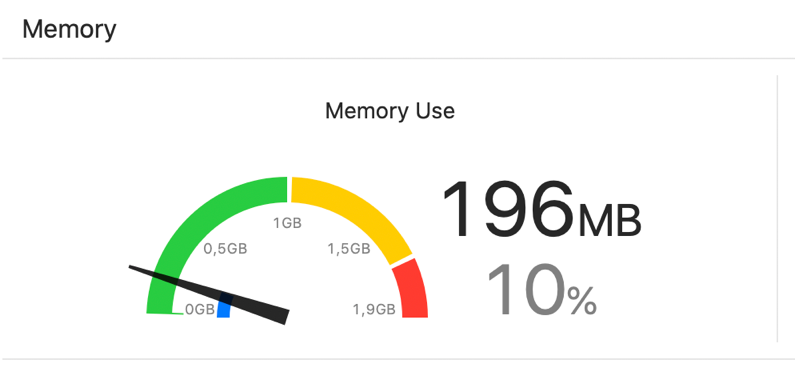 Memory
Memory Use
1GB
0,5GB
1,5GB
0GB
1,9GB
196MB
10%